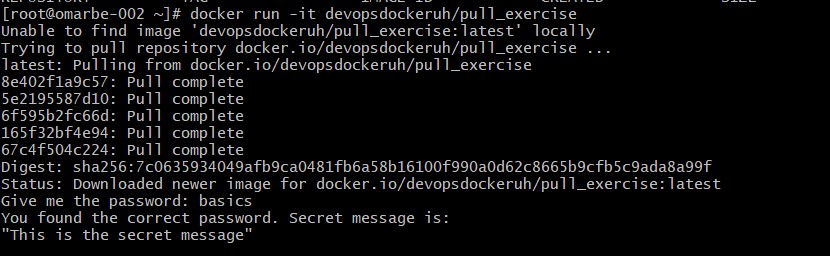 [root@omarbe-002 ~]# docker run -it devopsdockeruh/pull_exercise
Unable to find image 'devopsdockeruh/pull_exercise:latest' locally
Trying to pull repository docker.io/devopsdockeruh/pull_exercise ...
latest: Pulling from docker.io/devopsdockeruh/pull_exercise
8e402f1a9c57: Pull complete
5e2195587d10: Pull complete
6f595b2fc66d: Pull complete
165f32bf4e94: Pull complete
67c4f504c224: Pull complete
Digest: sha256:7c0635934049afb9ca0481fb6a58b16100f990a0d62c8665b9cfb5c9ada8a99f
Status: Downloaded newer image for docker.io/devopsdockeruh/pull_exercise:latest
Give me the password: basics
You found the correct password. Secret message is:
"This is the secret message"